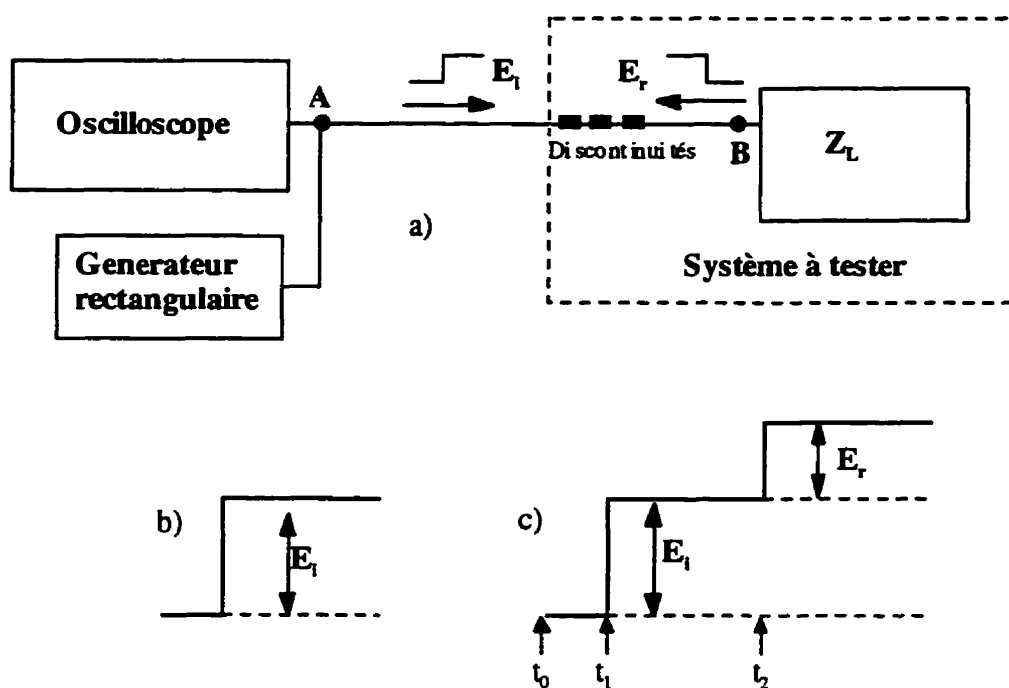 Oscilloscope
A
E_i
E_r
Discontinuités
B
Z_L
a)
Generateur
rectangulaire
Système à tester
b)
E_i
c)
E_i
E_r
t_0
t_1
t_2